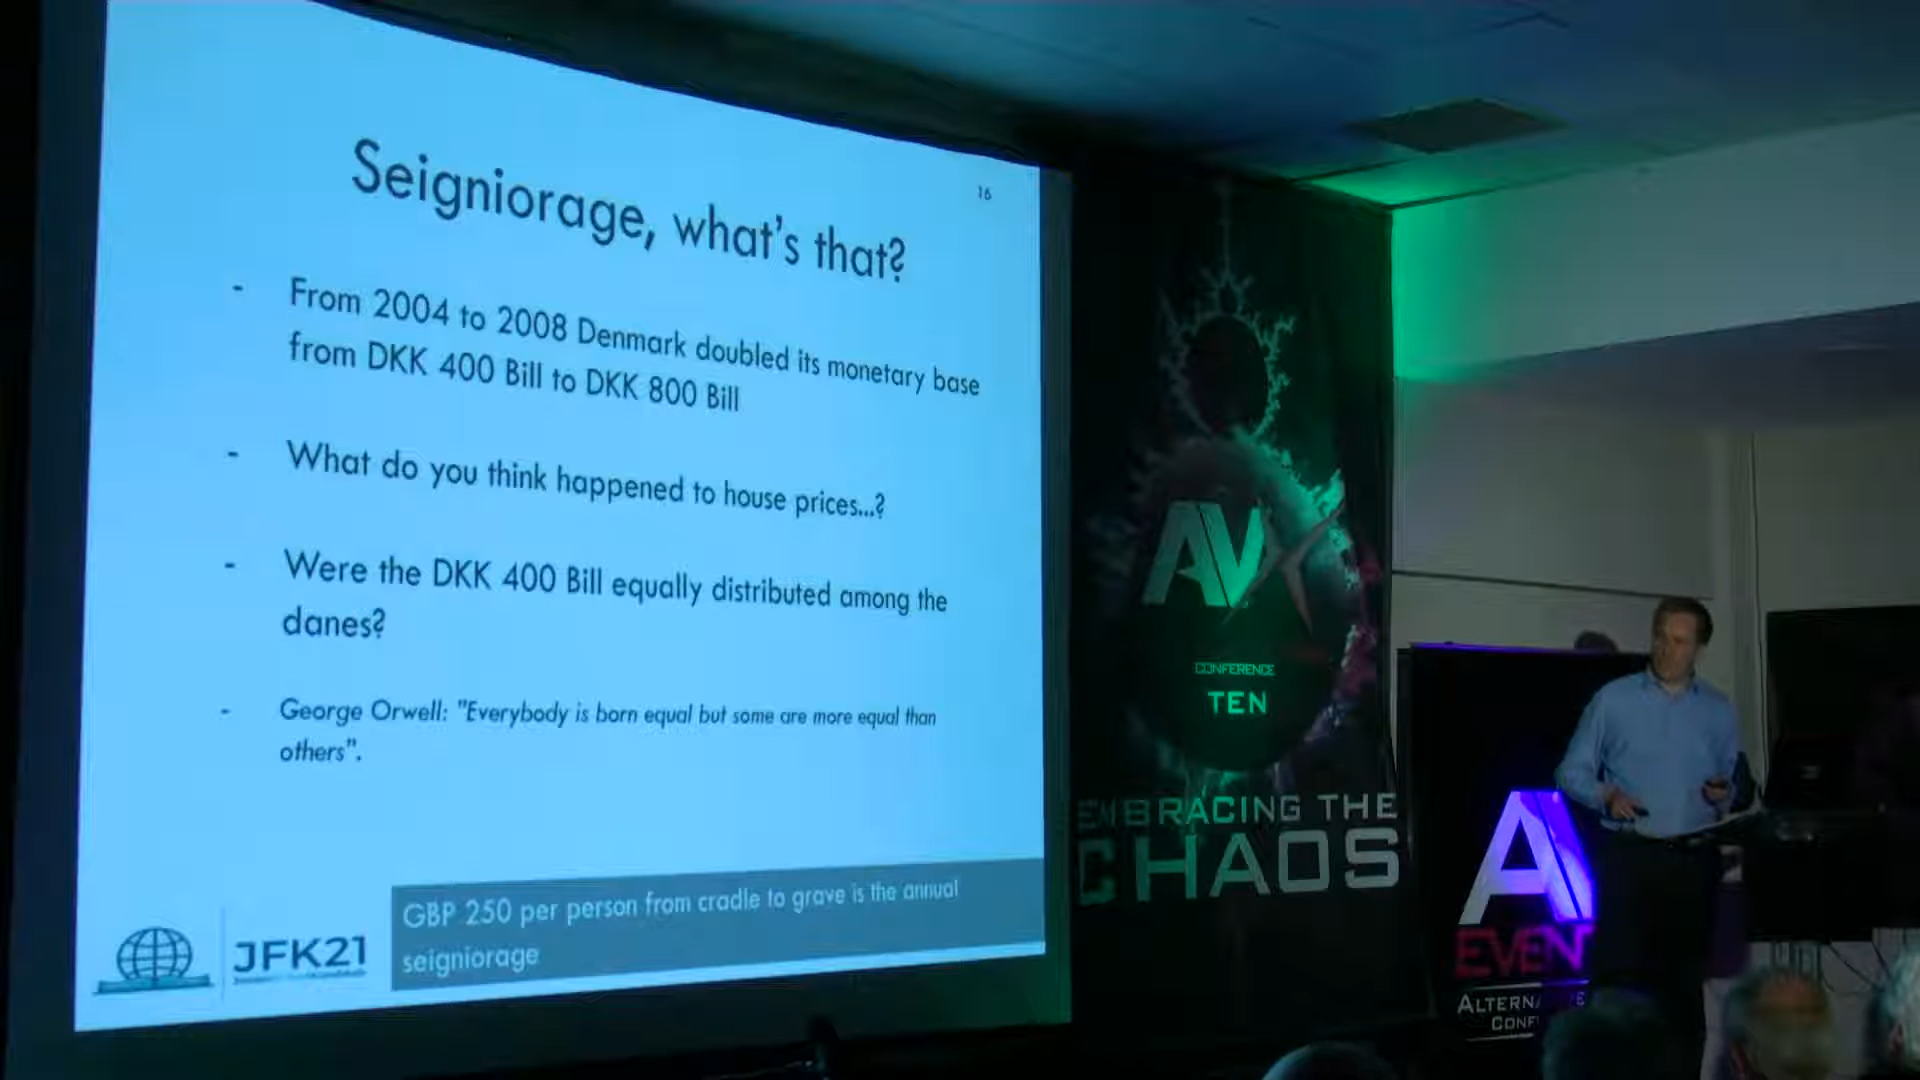 16
Seigniorage, what's that?
- From 2004 to 2008 Denmark doubled its monetary base
from DKK 400 Bill to DKK 800 Bill
- What do you think happened to house prices...?
- Were the DKK 400 Bill equally distributed among the
danes?
- George Orwell: "Everybody is born equal but some are more equal than
others".
GBP 250 per person from cradle to grave is the annual
seigniorage
JFK21
AVX
CONFERENCE
TEN
EMBRACING THE
CHAOS
EVENT